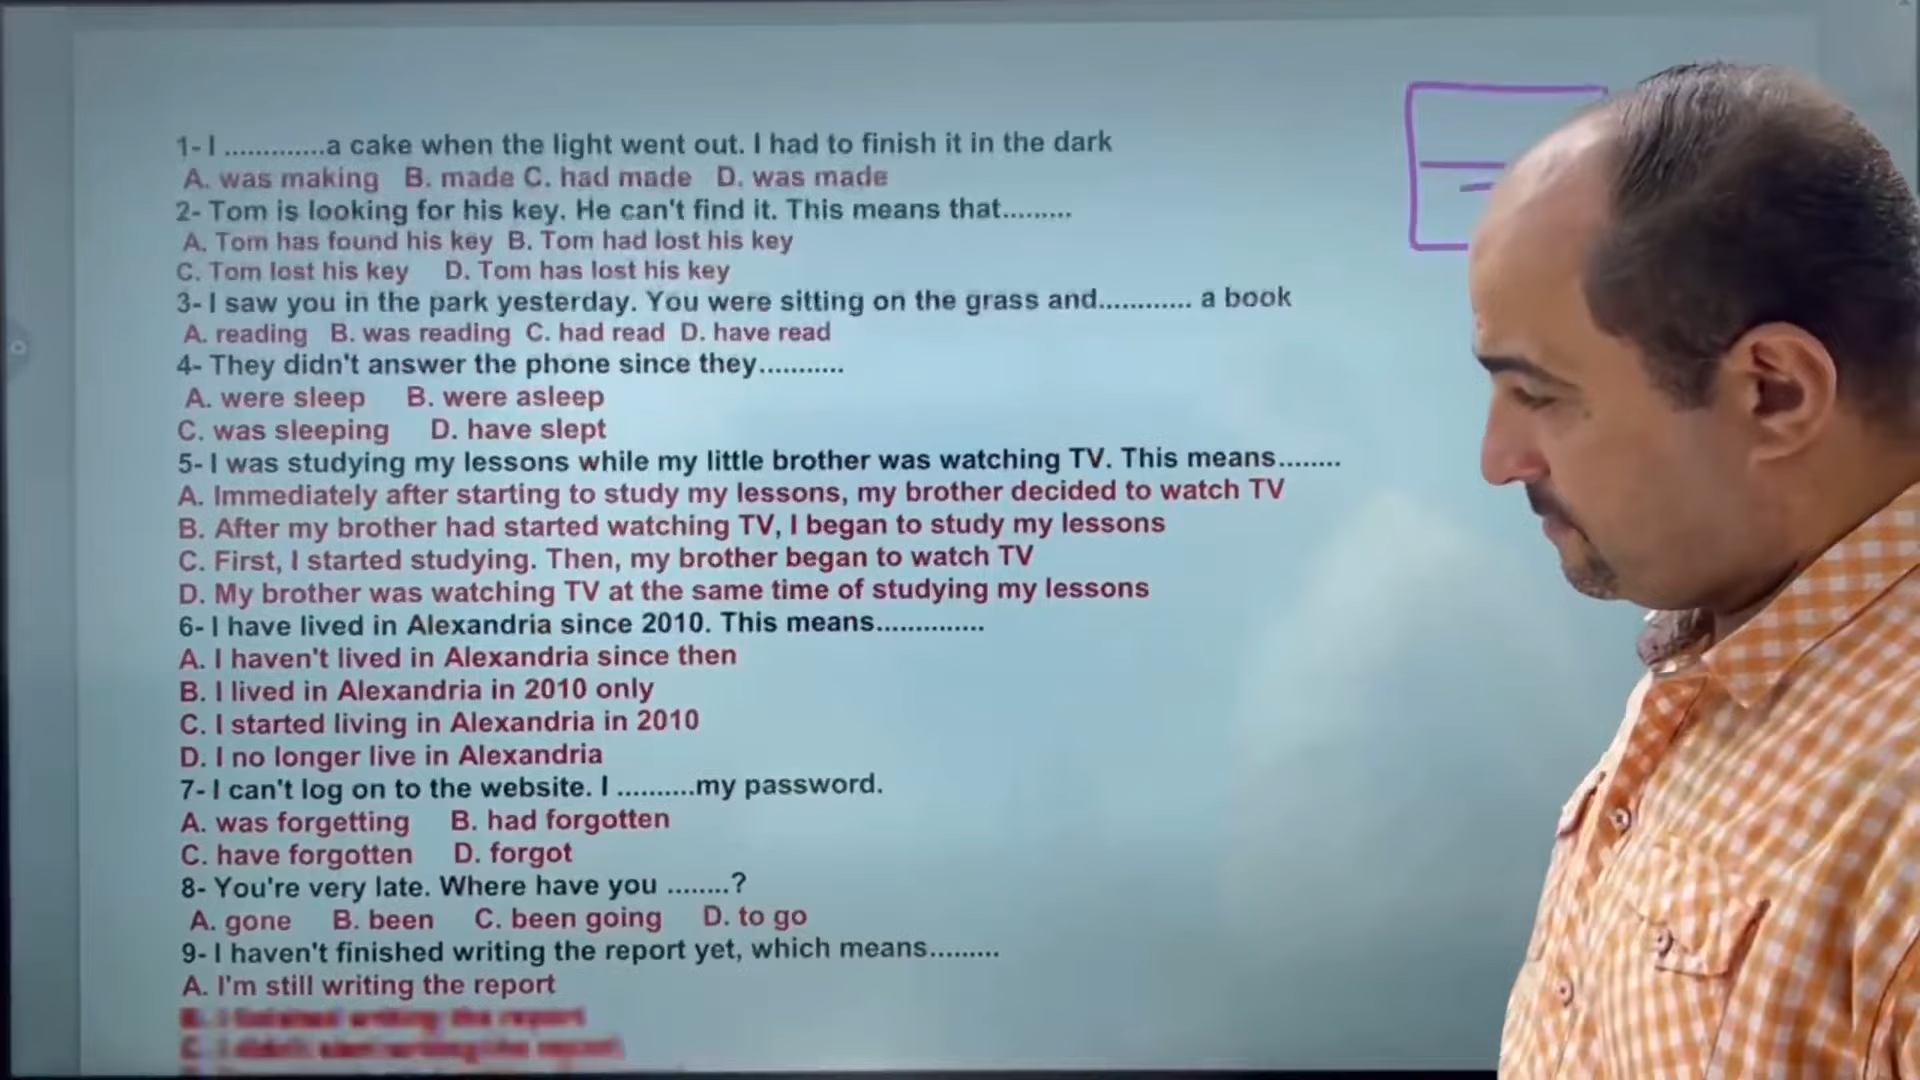 1- I .............a cake when the light went out. I had to finish it in the dark
A. was making B. made C. had made D. was made
2- Tom is looking for his key. He can't find it. This means that.........
A. Tom has found his key B. Tom had lost his key
C. Tom lost his key D. Tom has lost his key
3- I saw you in the park yesterday. You were sitting on the grass and............ a book
A. reading B. was reading C. had read D. have read
4- They didn't answer the phone since they...........
A. were sleep B. were asleep
C. was sleeping D. have slept
5- I was studying my lessons while my little brother was watching TV. This means........
A. Immediately after starting to study my lessons, my brother decided to watch TV
B. After my brother had started watching TV, I began to study my lessons
C. First, I started studying. Then, my brother began to watch TV
D. My brother was watching TV at the same time of studying my lessons
6- I have lived in Alexandria since 2010. This means..............
A. I haven't lived in Alexandria since then
B. I lived in Alexandria in 2010 only
C. I started living in Alexandria in 2010
D. I no longer live in Alexandria
7- I can't log on to the website. I ..........my password.
A. was forgetting B. had forgotten
C. have forgotten D. forgot
8- You're very late. Where have you ........?
A. gone B. been C. been going D. to go
9- I haven't finished writing the report yet, which means.........
A. I'm still writing the report
B. I finished writing the report
C. I didn't start writing the report